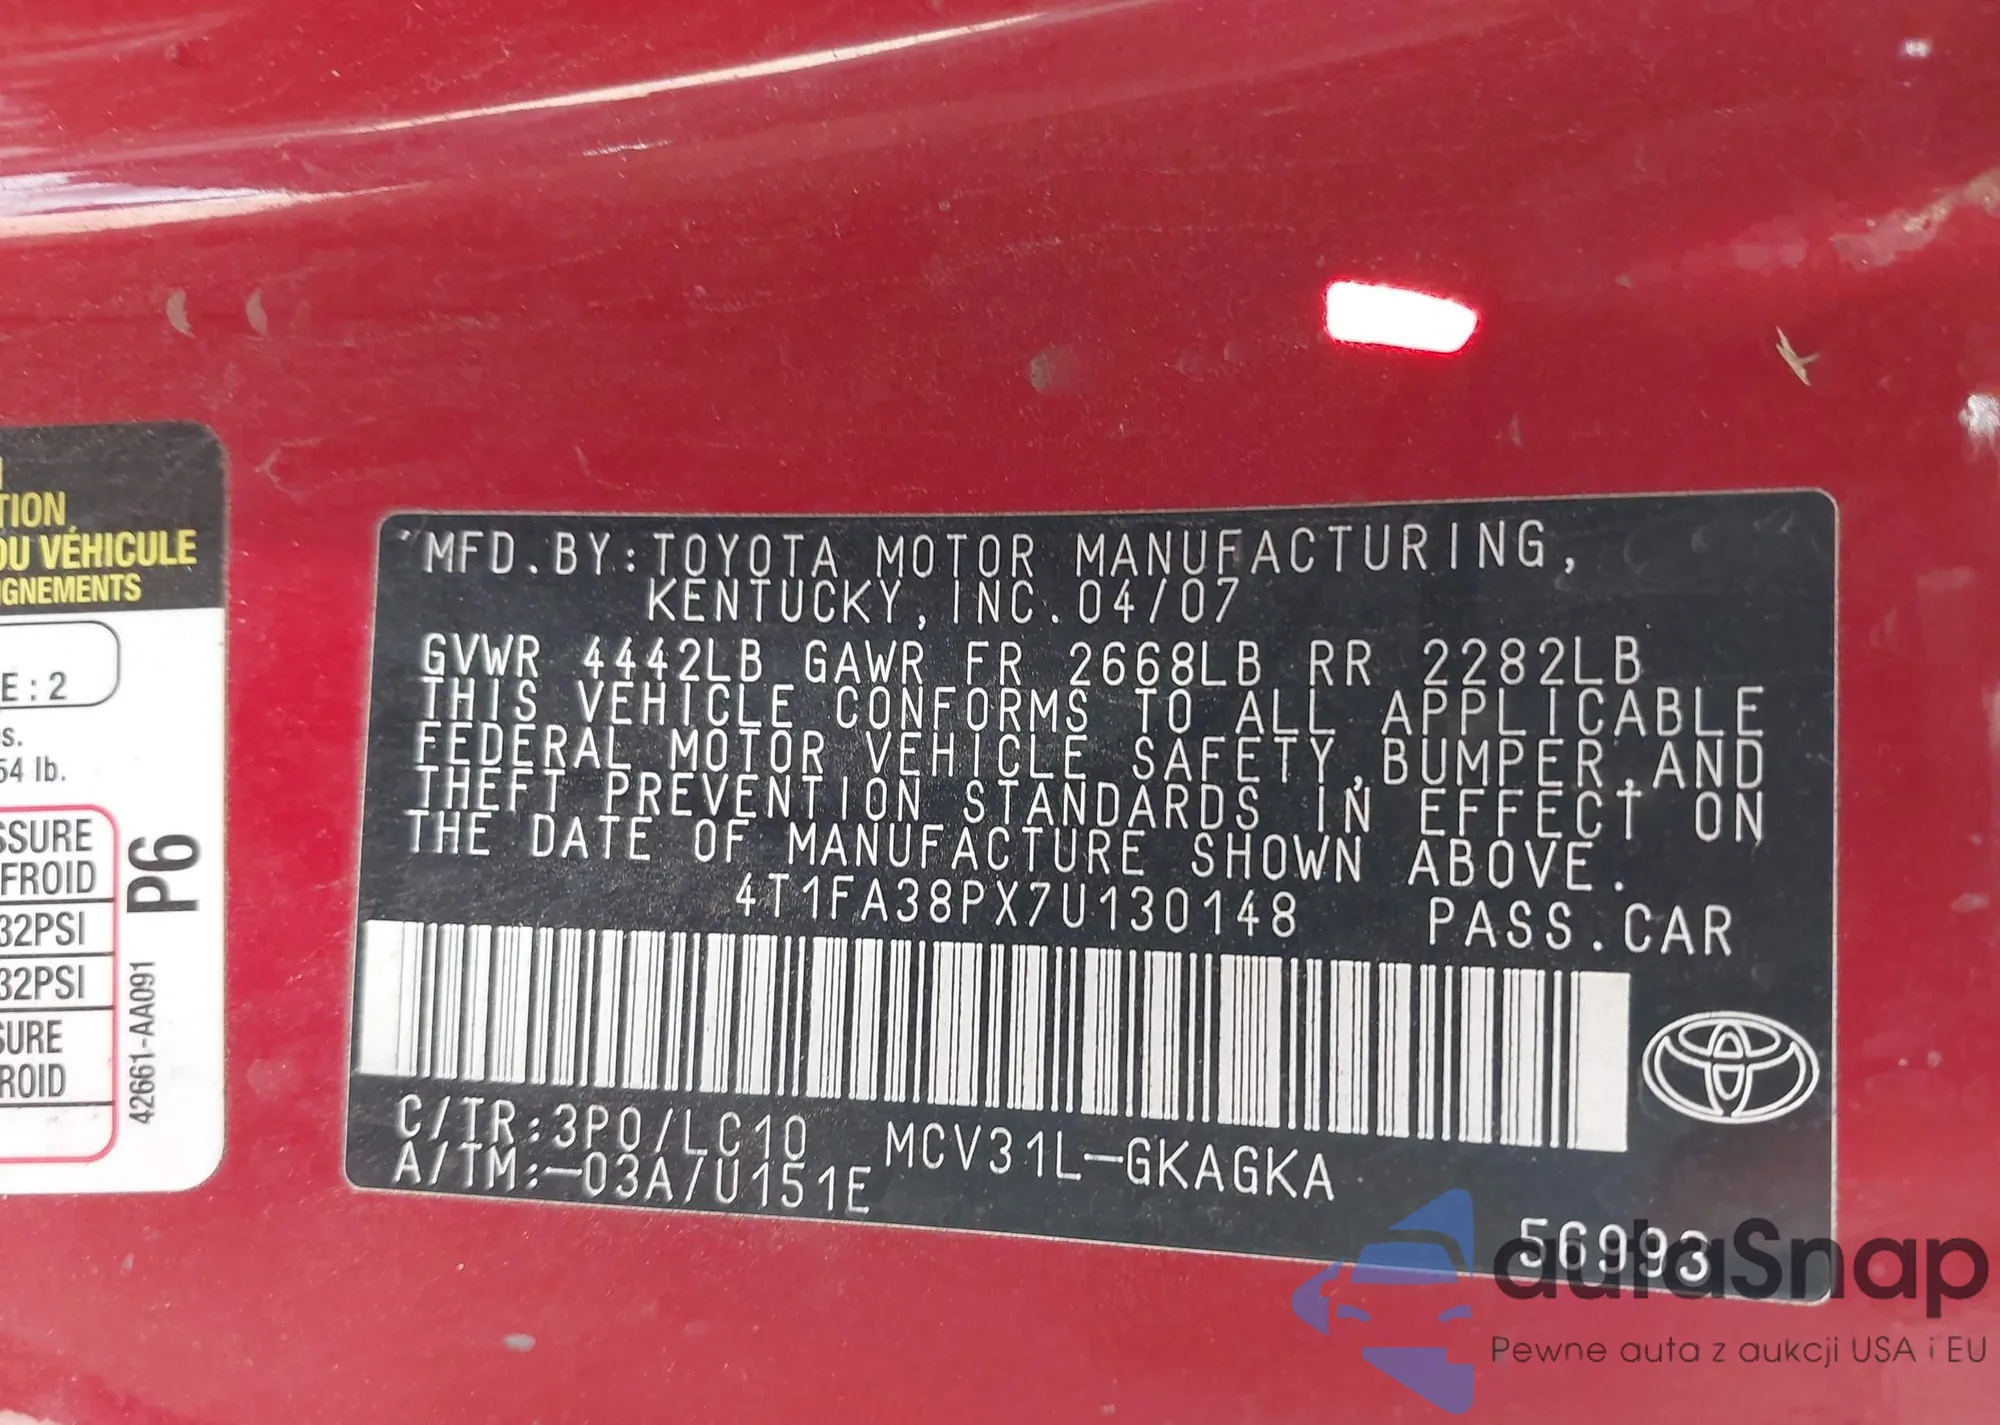 TION
DU VÉHICULE
IGNEMENTS
E : 2
s.
54 lb.
SSURE
FROID
32PSI
32PSI
SURE
ROID
P6
42661-AA091
MFD. BY: TOYOTA MOTOR MANUFACTURING,
KENTUCKY, INC. 04/07
GVWR 4442LB GAWR FR 2668LB RR 2282LB
THIS VEHICLE CONFORMS TO ALL APPLICABLE
FEDERAL MOTOR VEHICLE SAFETY, BUMPER, AND
THEFT PREVENTION STANDARDS IN EFFECT ON
THE DATE OF MANUFACTURE SHOWN ABOVE.
4T1FA38PX7U130148 PASS. CAR
C/TR: 3P0/LC10 MCV31L-GKAGKA
A/TM: -03A/U151E
56993
autaSnap
Pewne auta z aukcji USA i EU